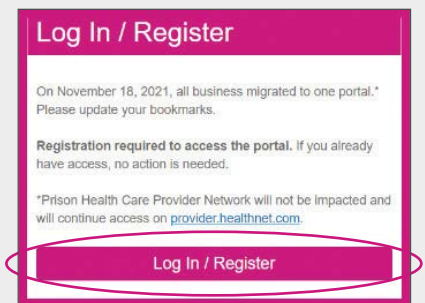 Log In / Register
On November 18, 2021, all business migrated to one portal.*
Please update your bookmarks.
Registration required to access the portal. If you already
have access, no action is needed.
*Prison Health Care Provider Network will not be impacted and
will continue access on provider.healthnet.com.
Log In / Register